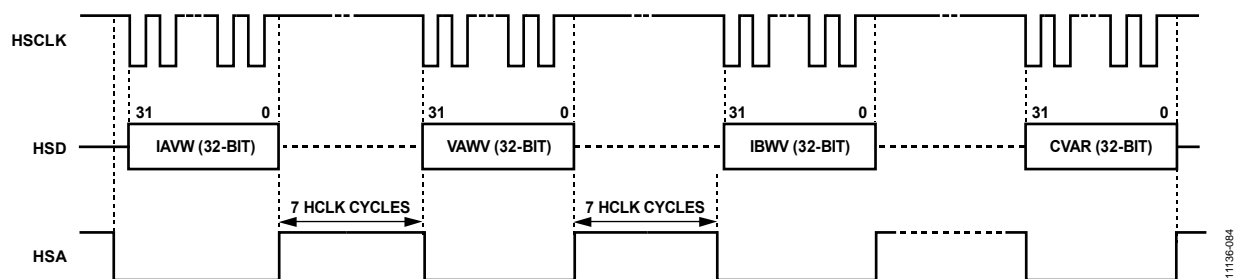 HSCLK
31 0 31 0 31 0 31 0
HSD IAVW (32-BIT) VAWV (32-BIT) IBWV (32-BIT) CVAR (32-BIT)
7 HCLK CYCLES 7 HCLK CYCLES
HSA
11136-084